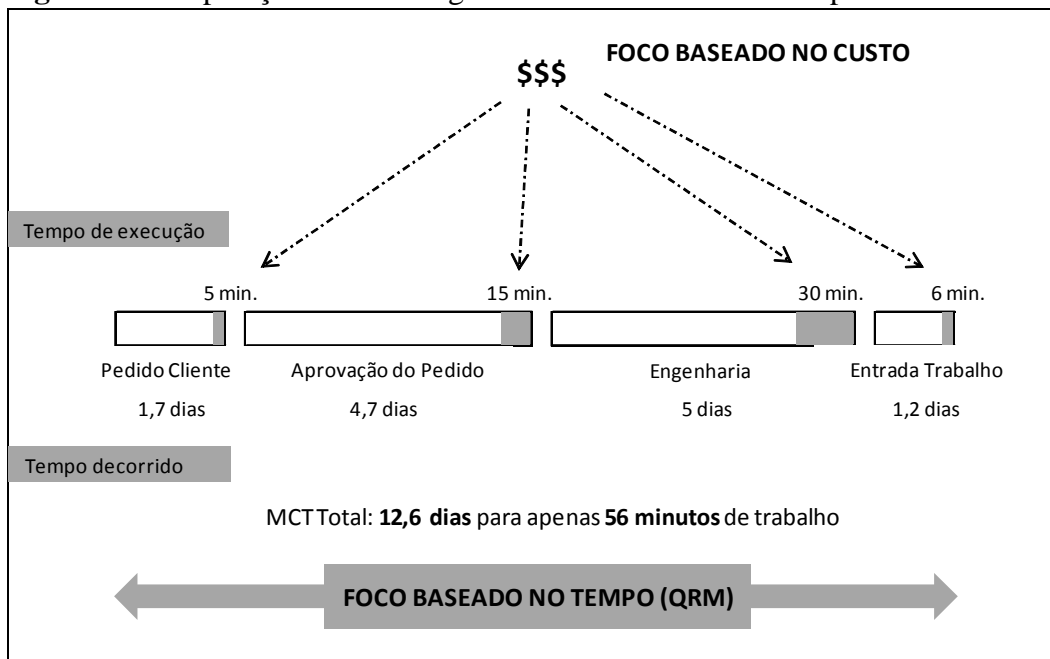 FOCO BASEADO NO CUSTO
$$$
Tempo de execução
5 min. 15 min. 30 min. 6 min.
Pedido Cliente Aprovação do Pedido Engenharia Entrada Trabalho
1,7 dias 4,7 dias 5 dias 1,2 dias
Tempo decorrido
MCT Total: 12,6 dias para apenas 56 minutos de trabalho
FOCO BASEADO NO TEMPO (QRM)